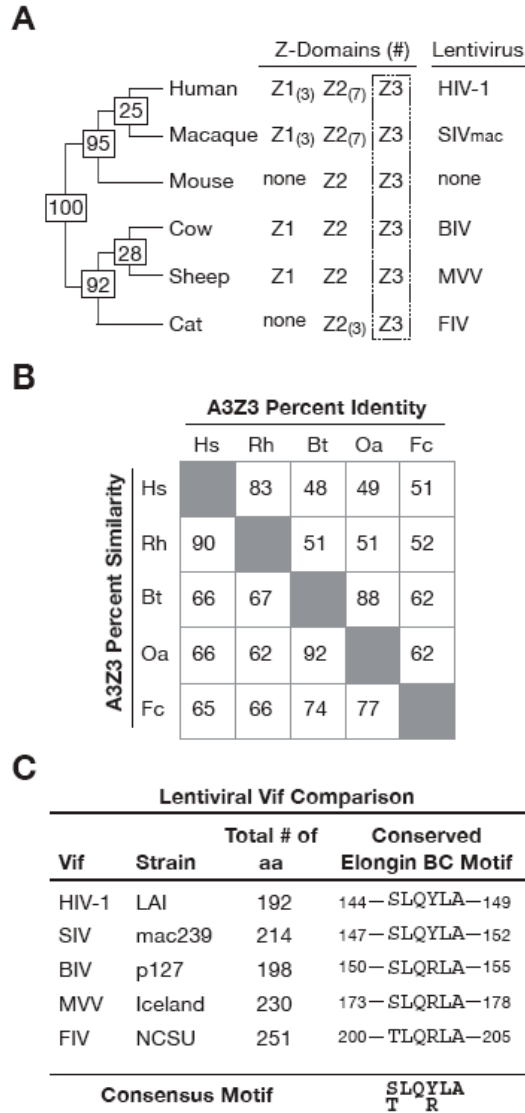 A
Z-Domains (#) Lentivirus
Human Z1(3) Z2(7) Z3 HIV-1
25
Macaque Z1(3) Z2(7) Z3 SIVmac
95
Mouse none Z2 Z3 none
100
Cow Z1 Z2 Z3 BIV
28
Sheep Z1 Z2 Z3 MVV
92
Cat none Z2(3) Z3 FIV
B
A3Z3 Percent Identity
Hs Rh Bt Oa Fc
A3Z3 Percent Similarity
Hs 83 48 49 51
Rh 90 51 51 52
Bt 66 67 88 62
Oa 66 62 92 62
Fc 65 66 74 77
C
Lentiviral Vif Comparison
Total # of Conserved
Vif Strain aa Elongin BC Motif
HIV-1 LAI 192 144—SLQYLA—149
SIV mac239 214 147—SLQYLA—152
BIV p127 198 150—SLQRLA—155
MVV Iceland 230 173—SLQRLA—178
FIV NCSU 251 200—TLQRLA—205
Consensus Motif SLQYLA
T R